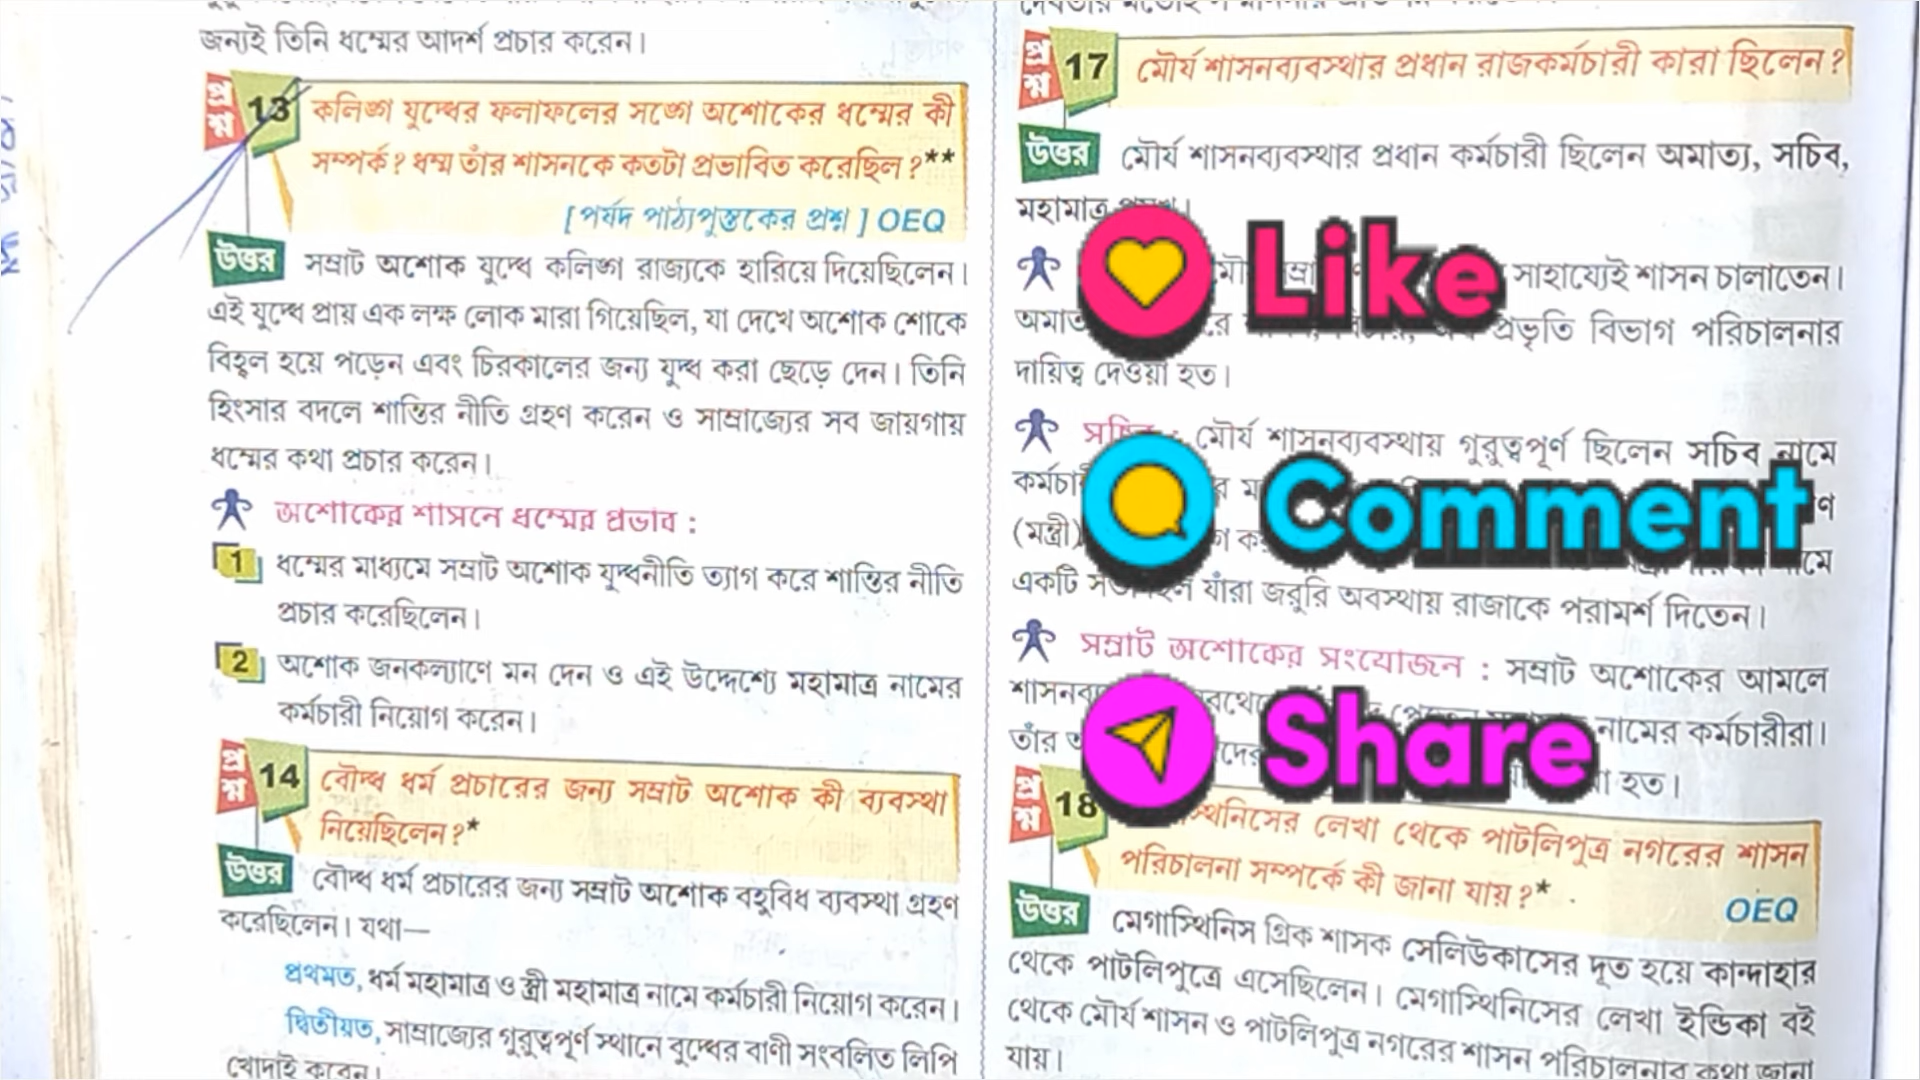 জন্যই তিনি ধম্মের আদর্শ প্রচার করেন।
প্রশ্ন 13 কলিঙ্গ যুদ্ধের ফলাফলের সঙ্গে অশোকের ধম্মের কী
সম্পর্ক? ধম্ম তাঁর শাসনকে কতটা প্রভাবিত করেছিল?**
[পর্ষদ পাঠ্যপুস্তকের প্রশ্ন] OEQ
উত্তর সম্রাট অশোক যুদ্ধে কলিঙ্গ রাজ্যকে হারিয়ে দিয়েছিলেন।
এই যুদ্ধে প্রায় এক লক্ষ লোক মারা গিয়েছিল, যা দেখে অশোক শোকে
বিহ্বল হয়ে পড়েন এবং চিরকালের জন্য যুদ্ধ করা ছেড়ে দেন। তিনি
হিংসার বদলে শান্তির নীতি গ্রহণ করেন ও সাম্রাজ্যের সব জায়গায়
ধম্মের কথা প্রচার করেন।
অশোকের শাসনে ধম্মের প্রভাব :
1 ধম্মের মাধ্যমে সম্রাট অশোক যুদ্ধনীতি ত্যাগ করে শান্তির নীতি
প্রচার করেছিলেন।
2 অশোক জনকল্যাণে মন দেন ও এই উদ্দেশ্যে মহামাত্র নামের
কর্মচারী নিয়োগ করেন।
প্রশ্ন 14 বৌদ্ধ ধর্ম প্রচারের জন্য সম্রাট অশোক কী ব্যবস্থা
নিয়েছিলেন?*
উত্তর বৌদ্ধ ধর্ম প্রচারের জন্য সম্রাট অশোক বহুবিধ ব্যবস্থা গ্রহণ
করেছিলেন। যথা—
প্রথমত, ধর্ম মহামাত্র ও স্ত্রী মহামাত্র নামে কর্মচারী নিয়োগ করেন।
দ্বিতীয়ত, সাম্রাজ্যের গুরুত্বপূর্ণ স্থানে বুদ্ধের বাণী সংবলিত লিপি
খোদাই করেন।
প্রশ্ন 17 মৌর্য শাসনব্যবস্থার প্রধান রাজকর্মচারী কারা ছিলেন?
উত্তর মৌর্য শাসনব্যবস্থার প্রধান কর্মচারী ছিলেন অমাত্য, সচিব,
মহামাত্র প্রমুখ।
সাহায্যেই শাসন চালাতেন।
প্রভৃতি বিভাগ পরিচালনার
দায়িত্ব দেওয়া হত।
সচিব : মৌর্য শাসনব্যবস্থায় গুরুত্বপূর্ণ ছিলেন সচিব নামে
(মন্ত্রী)
একটি যাঁরা জরুরি অবস্থায় রাজাকে পরামর্শ দিতেন।
সম্রাট অশোকের সংযোজন : সম্রাট অশোকের আমলে
নামের কর্মচারীরা।
তাঁর হত।
Like
Comment
Share
প্রশ্ন 18 লেখা থেকে পাটলিপুত্র নগরের শাসন
পরিচালনা সম্পর্কে কী জানা যায়?*
OEQ
উত্তর মেগাস্থিনিস গ্রিক শাসক সেলিউকাসের দূত হয়ে কান্দাহার
থেকে পাটলিপুত্রে এসেছিলেন। মেগাস্থিনিসের লেখা ইন্ডিকা বই
থেকে মৌর্য শাসন ও পাটলিপুত্র নগরের শাসন পরিচালনার কথা জানা
যায়।